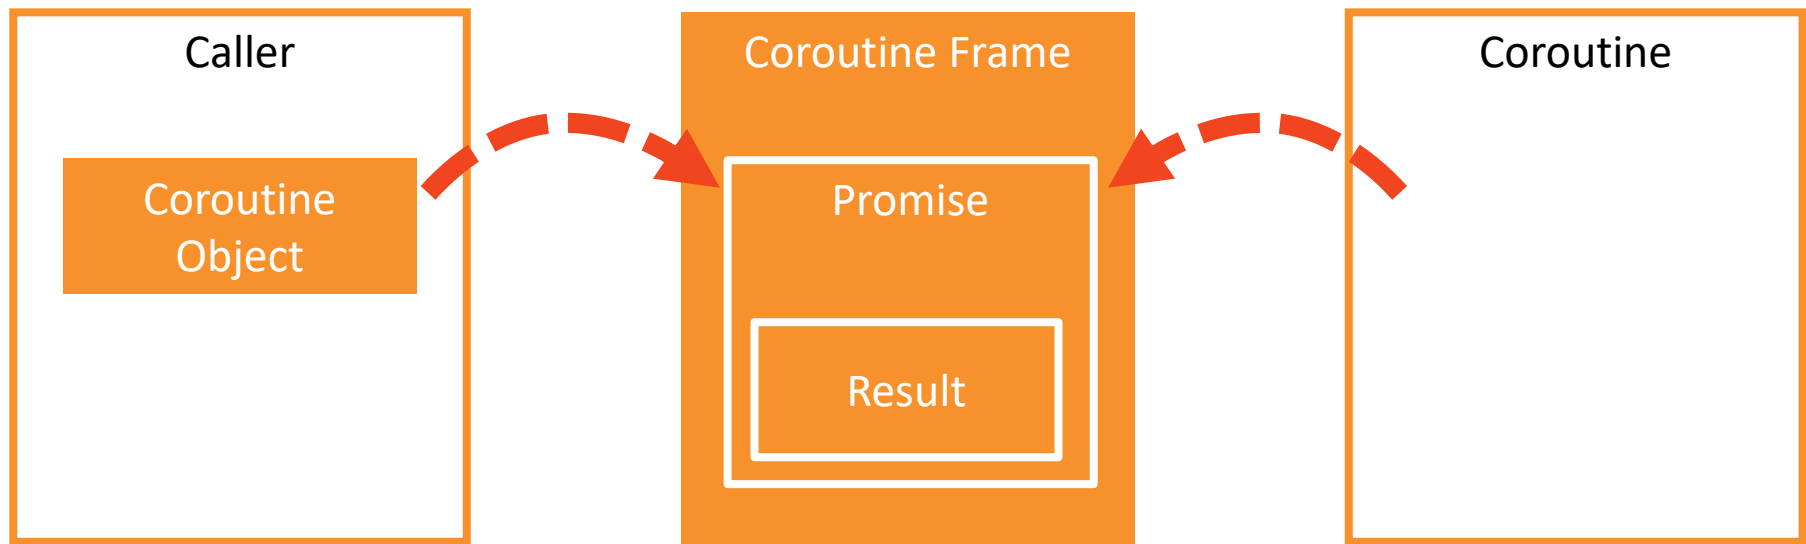 Caller
Coroutine
Object
Coroutine Frame
Promise
Result
Coroutine